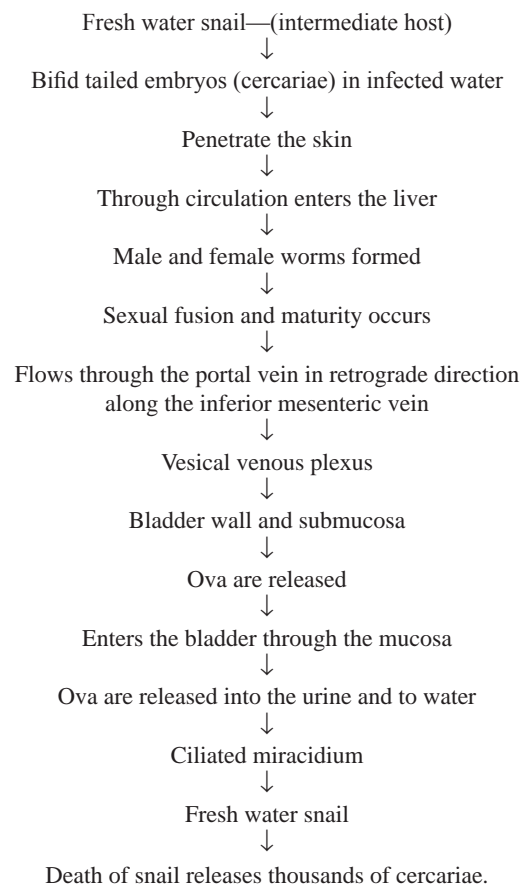 Fresh water snail—(intermediate host)
↓
Bifid tailed embryos (cercariae) in infected water
↓
Penetrate the skin
↓
Through circulation enters the liver
↓
Male and female worms formed
↓
Sexual fusion and maturity occurs
↓
Flows through the portal vein in retrograde direction
along the inferior mesenteric vein
↓
Vesical venous plexus
↓
Bladder wall and submucosa
↓
Ova are released
↓
Enters the bladder through the mucosa
↓
Ova are released into the urine and to water
↓
Ciliated miracidium
↓
Fresh water snail
↓
Death of snail releases thousands of cercariae.